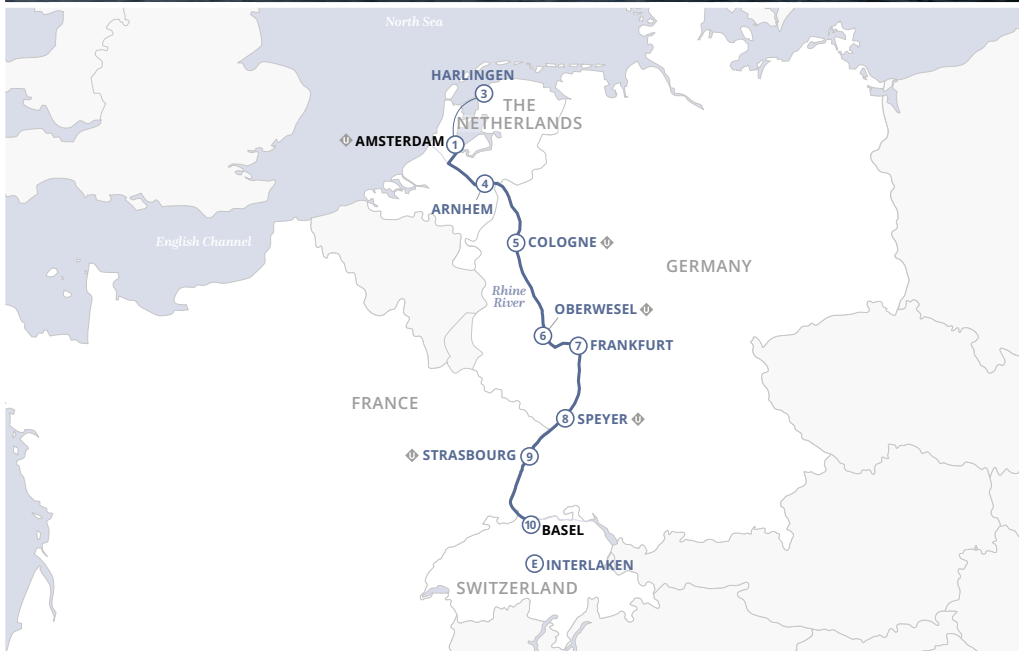 North Sea
HARLINGEN
3
THE
NETHERLANDS
U AMSTERDAM 1
4
ARNHEM
English Channel
5 COLOGNE U
GERMANY
Rhine
River
OBERWESEL U
6
7 FRANKFURT
FRANCE
8 SPEYER U
U STRASBOURG 9
10 BASEL
E INTERLAKEN
SWITZERLAND